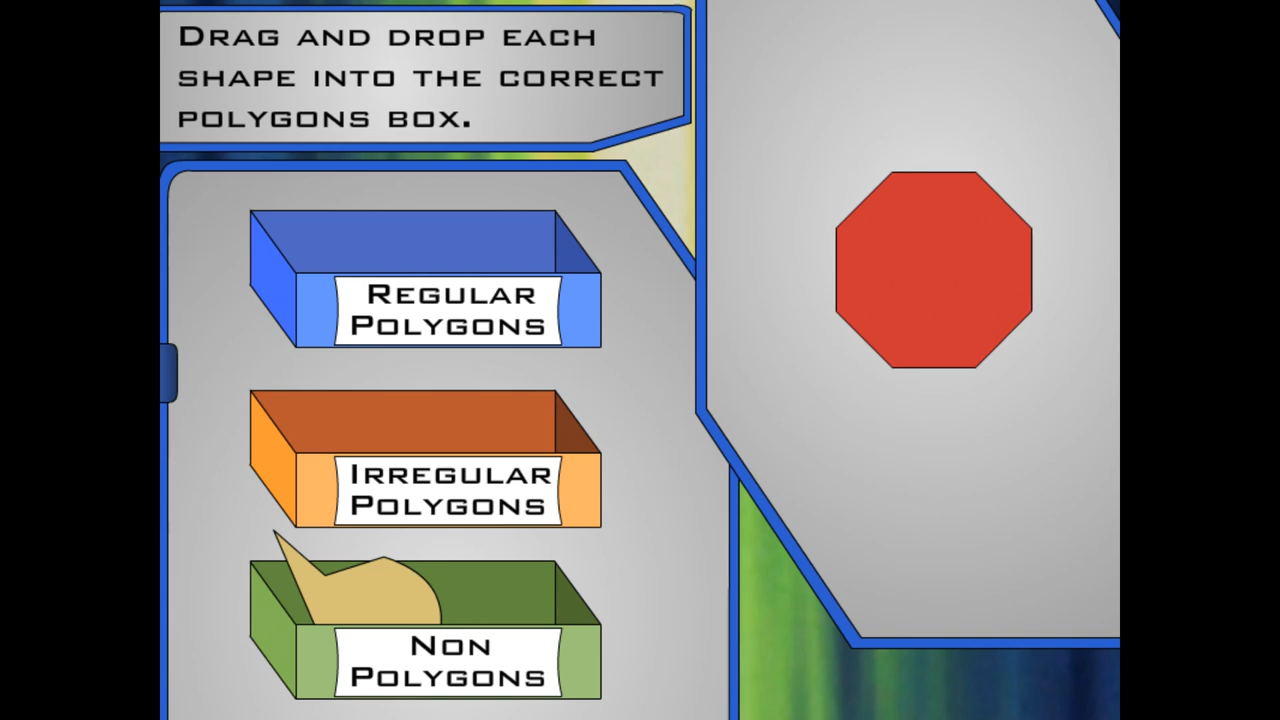 Drag and drop each
shape into the correct
polygons box.
Regular
Polygons
Irregular
Polygons
Non
Polygons